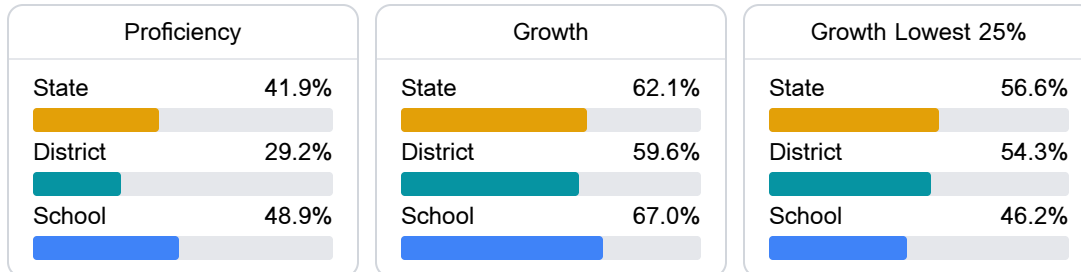 Proficiency
State 41.9%
District 29.2%
School 48.9%
Growth
State 62.1%
District 59.6%
School 67.0%
Growth Lowest 25%
State 56.6%
District 54.3%
School 46.2%